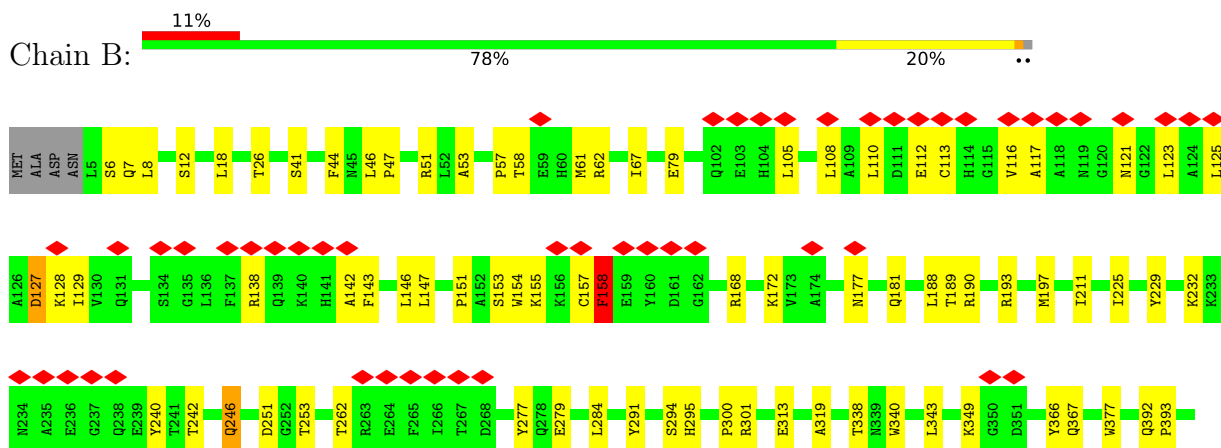 11%
Chain B:
78% 20% ••
MET ALA ASP ASN L5 S6 Q7 L8 S12 L18 T26 S41 F44 N45 L46 P47 R51 L52 A53 P57 T58 E59 H60 M61 R62 I67 E79 Q102 E103 H104 L105 L108 A109 L110 D111 E112 C113 H114 G115 V116 A117 A118 N119 G120 N121 G122 L123 A124 L125
A126 D127 K128 I129 V130 Q131 S134 G135 L136 F137 R138 Q139 K140 H141 A142 F143 L146 L147 P151 A152 S153 W154 K155 K156 C157 F158 E159 Y160 D161 G162 R168 K172 V173 A174 N177 Q181 L188 T189 R190 R193 M197 I211 I225 Y229 K232 K233
N234 A235 E236 G237 Q238 E239 Y240 T241 T242 Q246 D251 G252 T253 T262 R263 E264 F265 I266 T267 D268 Y277 Q278 E279 L284 Y291 S294 H295 P300 R301 E313 A319 T338 N339 W340 L343 K349 G350 D351 Y366 Q367 W377 Q392 P393